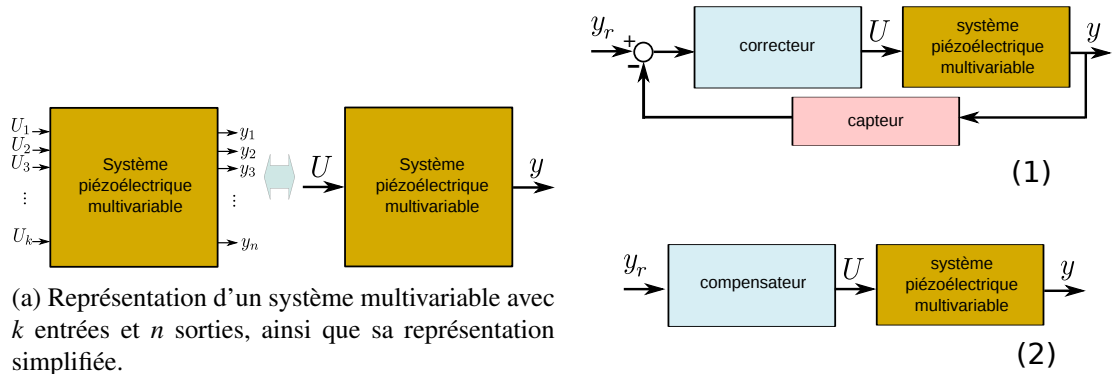 U1
U2
U3
⋮
Uk
Système
piézoélectrique
multivariable
y1
y2
y3
⋮
yn
U
Système
piézoélectrique
multivariable
y
(a) Représentation d'un système multivariable avec
k entrées et n sorties, ainsi que sa représentation
simplifiée.
yr
+
−
correcteur
U
système
piézoélectrique
multivariable
y
capteur
(1)
yr
compensateur
U
système
piézoélectrique
multivariable
y
(2)